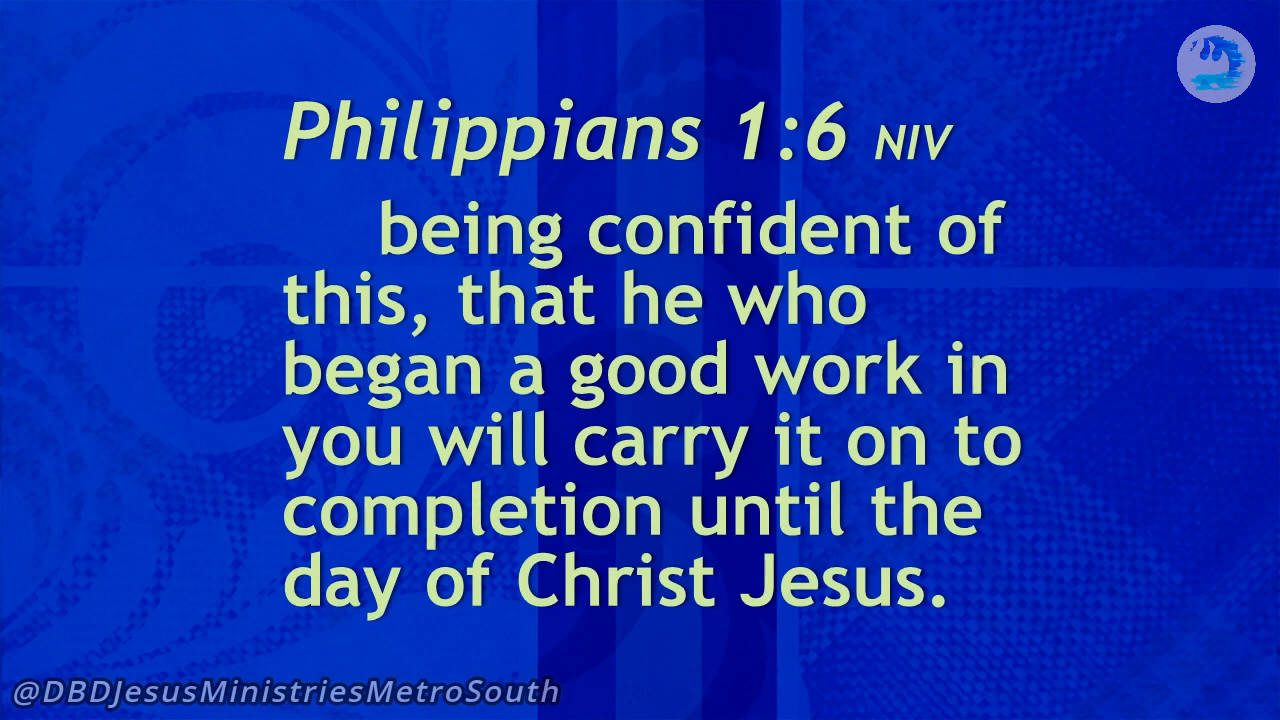 Philippians 1:6 NIV
being confident of
this, that he who
began a good work in
you will carry it on to
completion until the
day of Christ Jesus.
@DBDJesusMinistriesMetroSouth